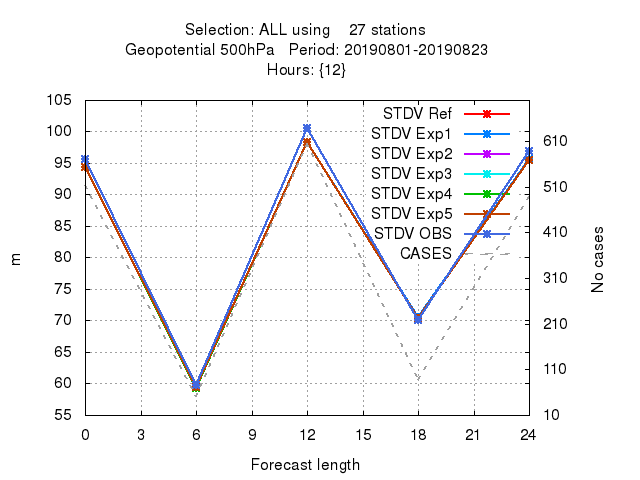 Selection: ALL using 27 stations
Geopotential 500hPa Period: 20190801-20190823
Hours: {12}
105
100
95
90
85
80
75
70
65
60
55
m
STDV Ref
STDV Exp1
STDV Exp2
STDV Exp3
STDV Exp4
STDV Exp5
STDV OBS
CASES
610
510
410
310
210
110
10
No cases
0 3 6 9 12 15 18 21 24
Forecast length